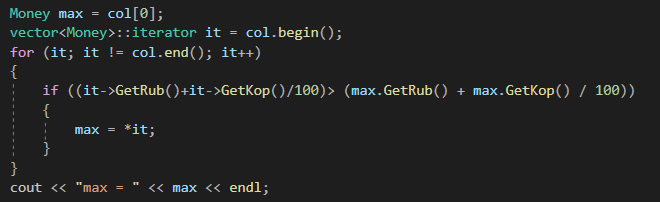 Money max = col[0];
vector<Money>::iterator it = col.begin();
for (it; it != col.end(); it++)
{
    if ((it->GetRub()+it->GetKop()/100)> (max.GetRub() + max.GetKop() / 100))
    {
        max = *it;
    }
}
cout << "max = " << max << endl;